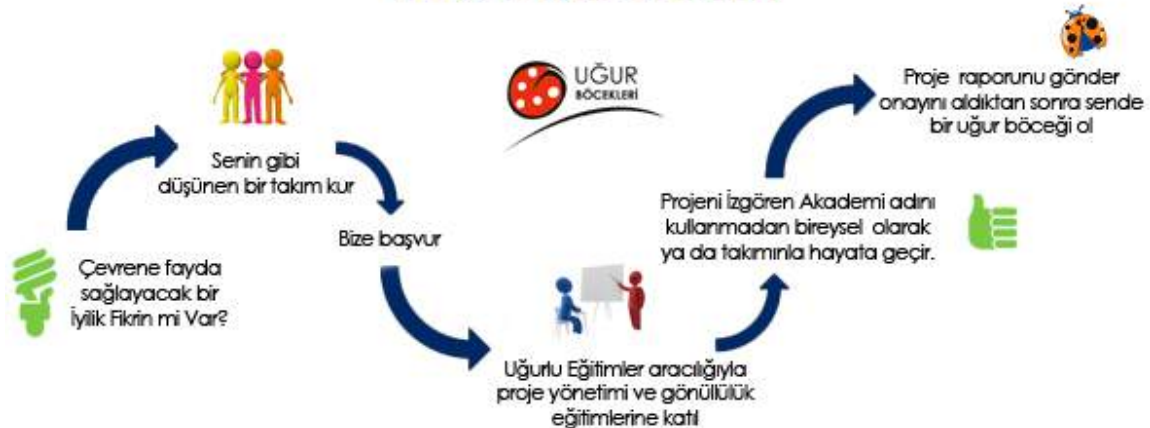 Çevrene fayda
sağlayacak bir
İyilik Fikrin mi Var?
Senin gibi
düşünen bir takım kur
Bize başvur
UĞUR
BÖCEKLERİ
Uğurlu Eğitimler aracılığıyla
proje yönetimi ve gönüllülük
eğitimlerine katıl
Projeni İzgören Akademi adını
kullanmadan bireysel olarak
ya da takımınla hayata geçir.
Proje raporunu gönder
onayını aldıktan sonra sende
bir uğur böceği ol